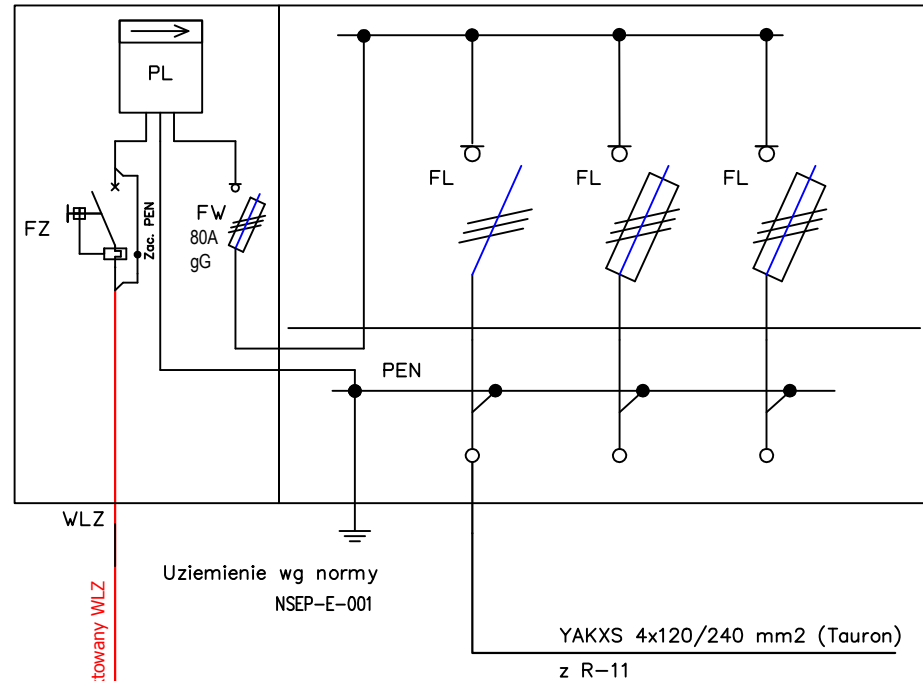 PL
FL
FL
FL
FZ
Zac. PEN
FW
80A
gG
PEN
WLZ
Uziemienie wg normy
NSEP-E-001
WLZ
YAKXS 4x120/240 mm2 (Tauron)
z R-11